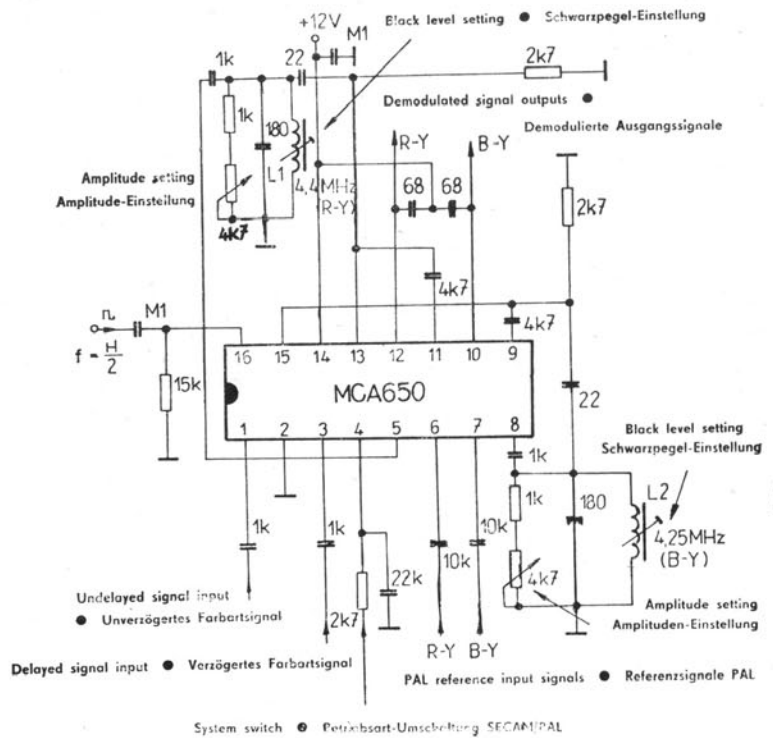 Black level setting ● Schwarzpegel-Einstellung
+12V
M1
1k
22
2k7
1k
180
L1
4,4 MHz
(R-Y)
Demodulated signal outputs ●
Demodulierte Ausgangssignale
R-Y
B-Y
68
68
2k7
Amplitude setting
Amplitude-Einstellung
4k7
4k7
4k7
M1
f = H/2
15k
16 15 14 13 12 11 10 9
MCA650
1 2 3 4 5 6 7 8
22
1k
Black level setting
Schwarzpegel-Einstellung
1k
180
L2
4,25MHz
(B-Y)
4k7
1k
1k
10k
10k
22k
2k7
Undelayed signal input
● Unverzögertes Farbartsignal
Amplitude setting
Amplituden-Einstellung
Delayed signal input ● Verzögertes Farbartsignal
R-Y B-Y
PAL reference input signals ● Referenzsignale PAL
System switch ● Betriebsart-Umschaltung SECAM/PAL